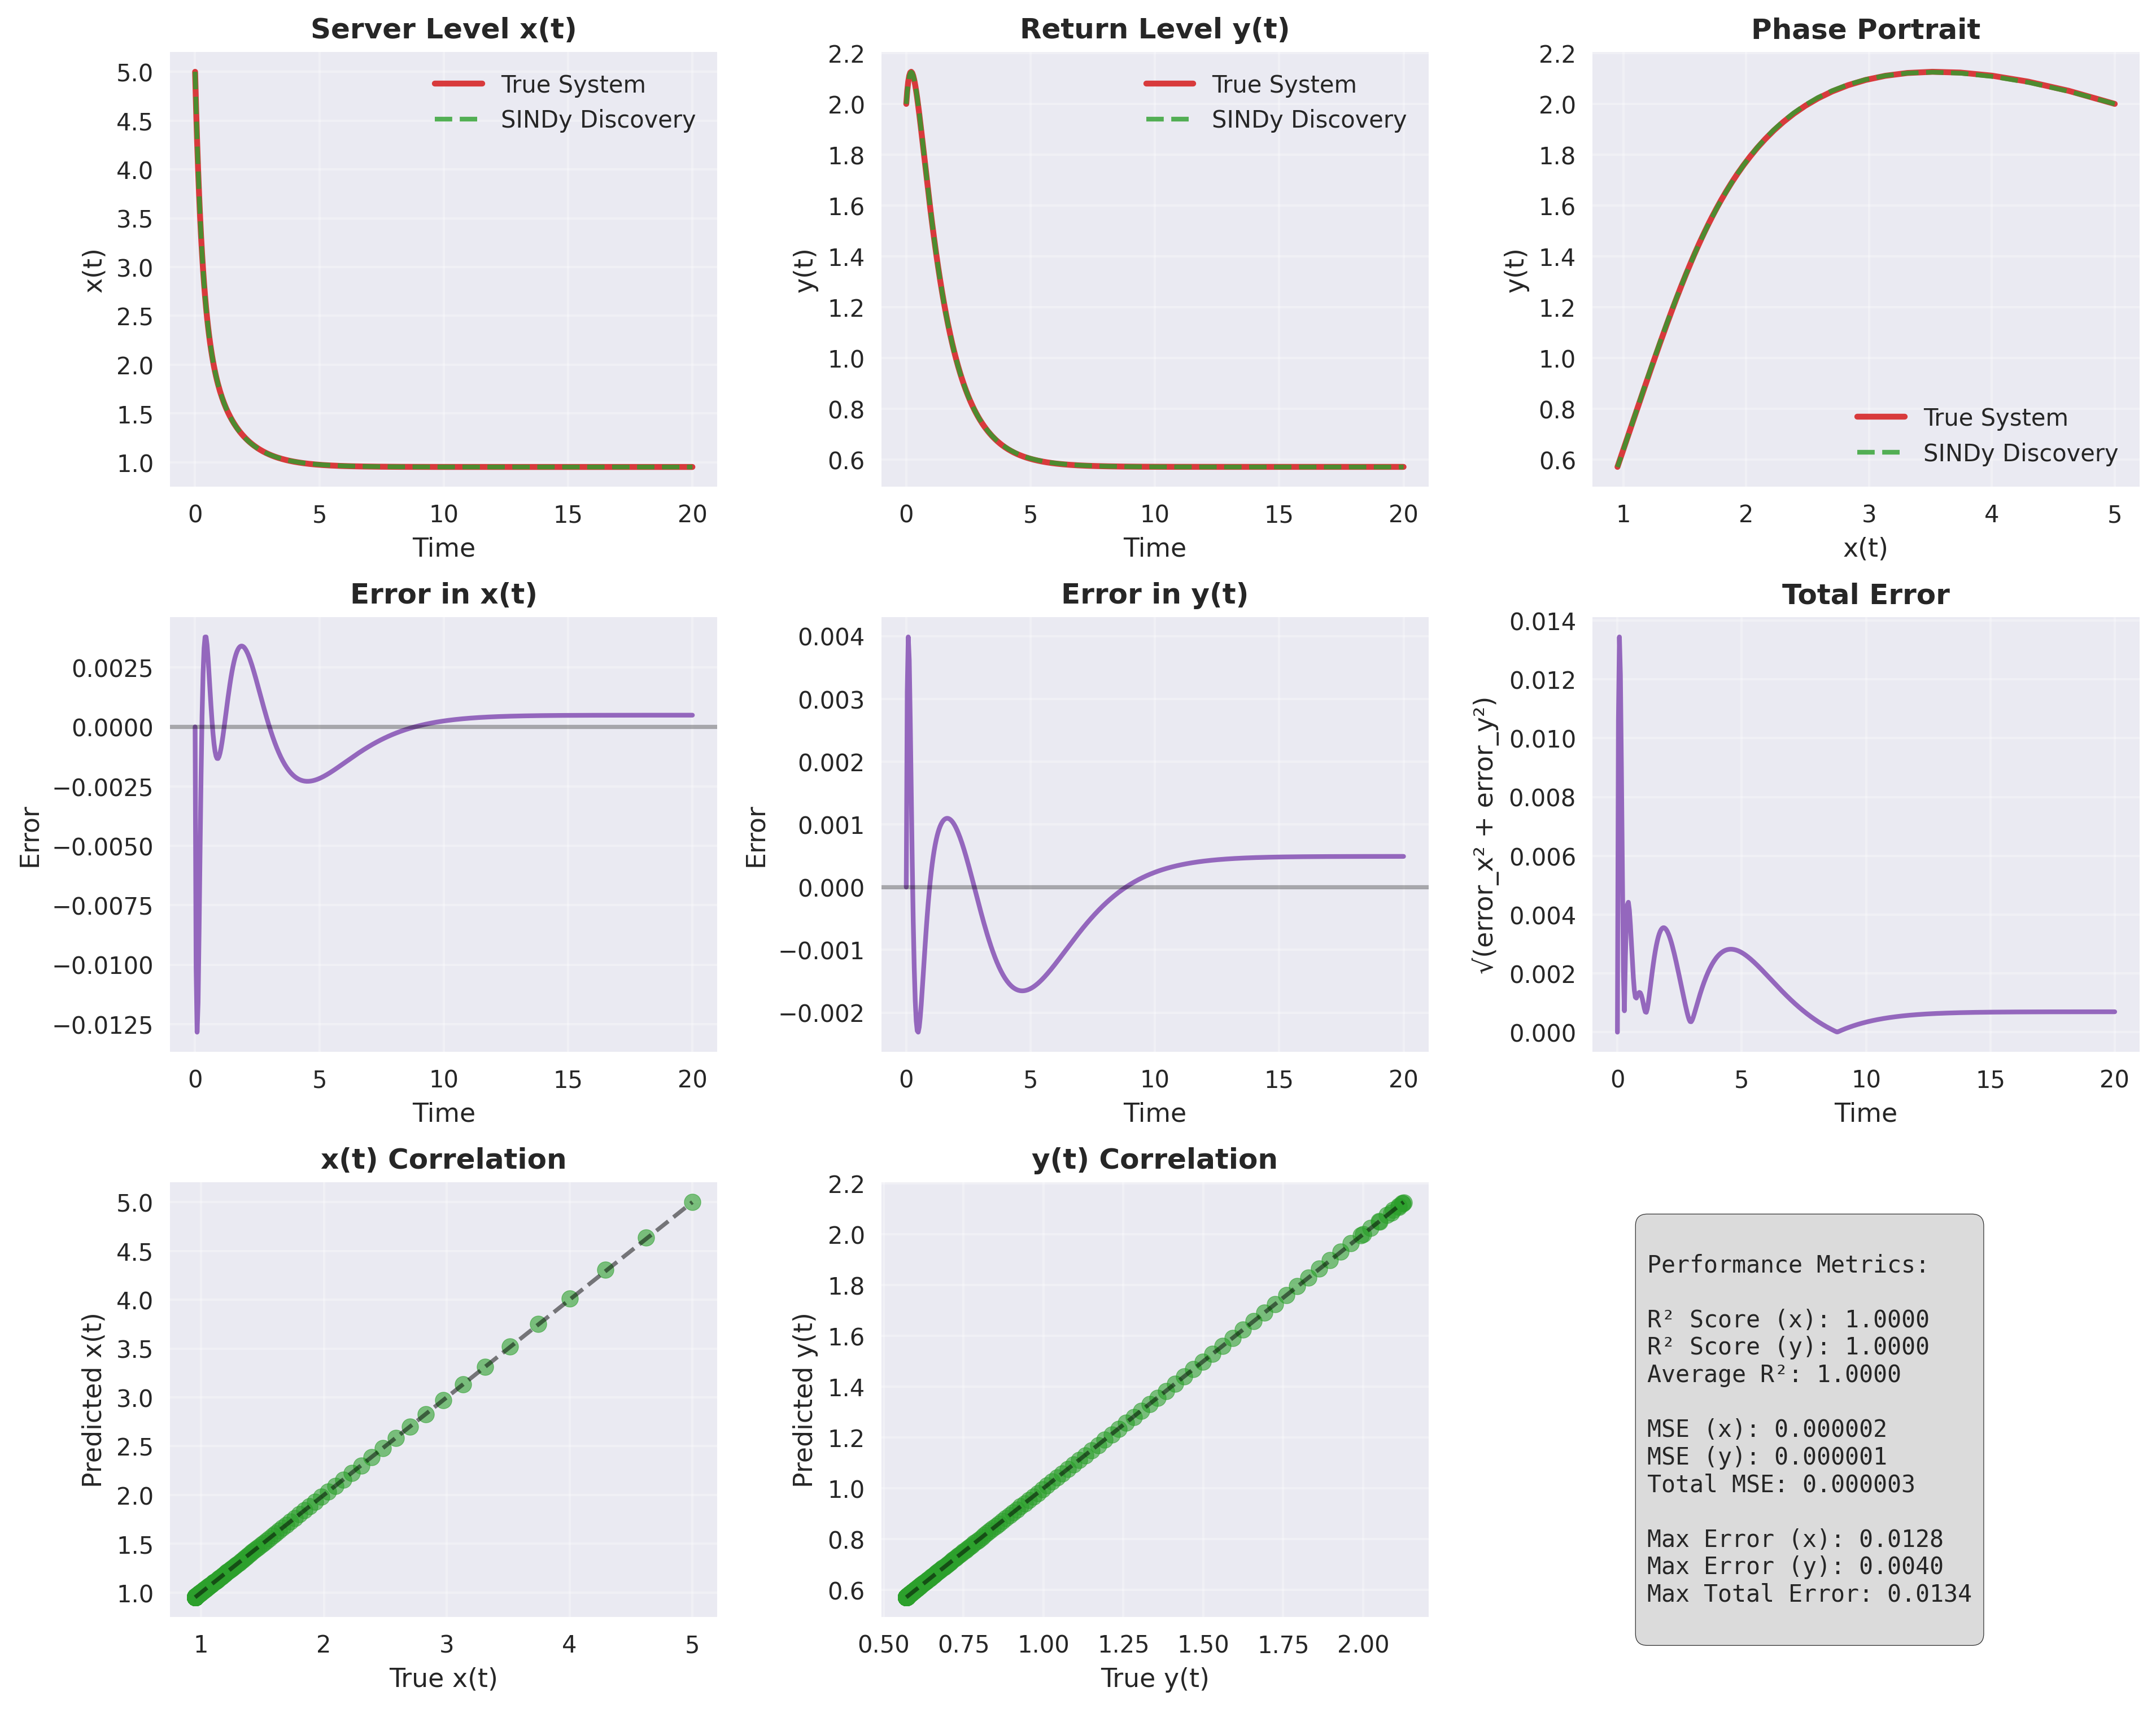 Server Level x(t)
True System
SINDy Discovery
5.0
4.5
4.0
3.5
3.0
2.5
2.0
1.5
1.0
x(t)
0 5 10 15 20
Time
Return Level y(t)
True System
SINDy Discovery
2.2
2.0
1.8
1.6
1.4
1.2
1.0
0.8
0.6
y(t)
0 5 10 15 20
Time
Phase Portrait
2.2
2.0
1.8
1.6
1.4
1.2
1.0
0.8
0.6
y(t)
True System
SINDy Discovery
1 2 3 4 5
x(t)
Error in x(t)
0.0025
0.0000
−0.0025
−0.0050
−0.0075
−0.0100
−0.0125
Error
0 5 10 15 20
Time
Error in y(t)
0.004
0.003
0.002
0.001
0.000
−0.001
−0.002
Error
0 5 10 15 20
Time
Total Error
0.014
0.012
0.010
0.008
0.006
0.004
0.002
0.000
√(error_x² + error_y²)
0 5 10 15 20
Time
x(t) Correlation
5.0
4.5
4.0
3.5
3.0
2.5
2.0
1.5
1.0
Predicted x(t)
1 2 3 4 5
True x(t)
y(t) Correlation
2.2
2.0
1.8
1.6
1.4
1.2
1.0
0.8
0.6
Predicted y(t)
0.50 0.75 1.00 1.25 1.50 1.75 2.00
True y(t)
Performance Metrics:
R² Score (x): 1.0000
R² Score (y): 1.0000
Average R²: 1.0000
MSE (x): 0.000002
MSE (y): 0.000001
Total MSE: 0.000003
Max Error (x): 0.0128
Max Error (y): 0.0040
Max Total Error: 0.0134